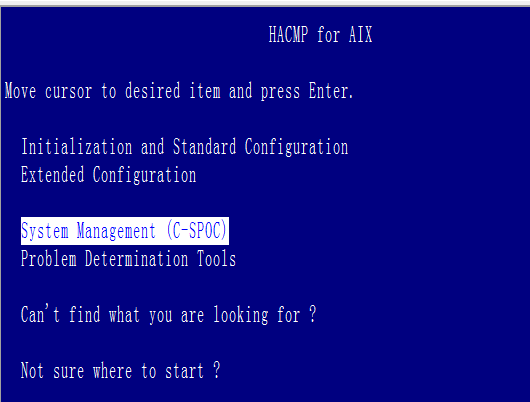 HACMP for AIX
Move cursor to desired item and press Enter.
Initialization and Standard Configuration
Extended Configuration
System Management (C-SPOC)
Problem Determination Tools
Can't find what you are looking for ?
Not sure where to start ?